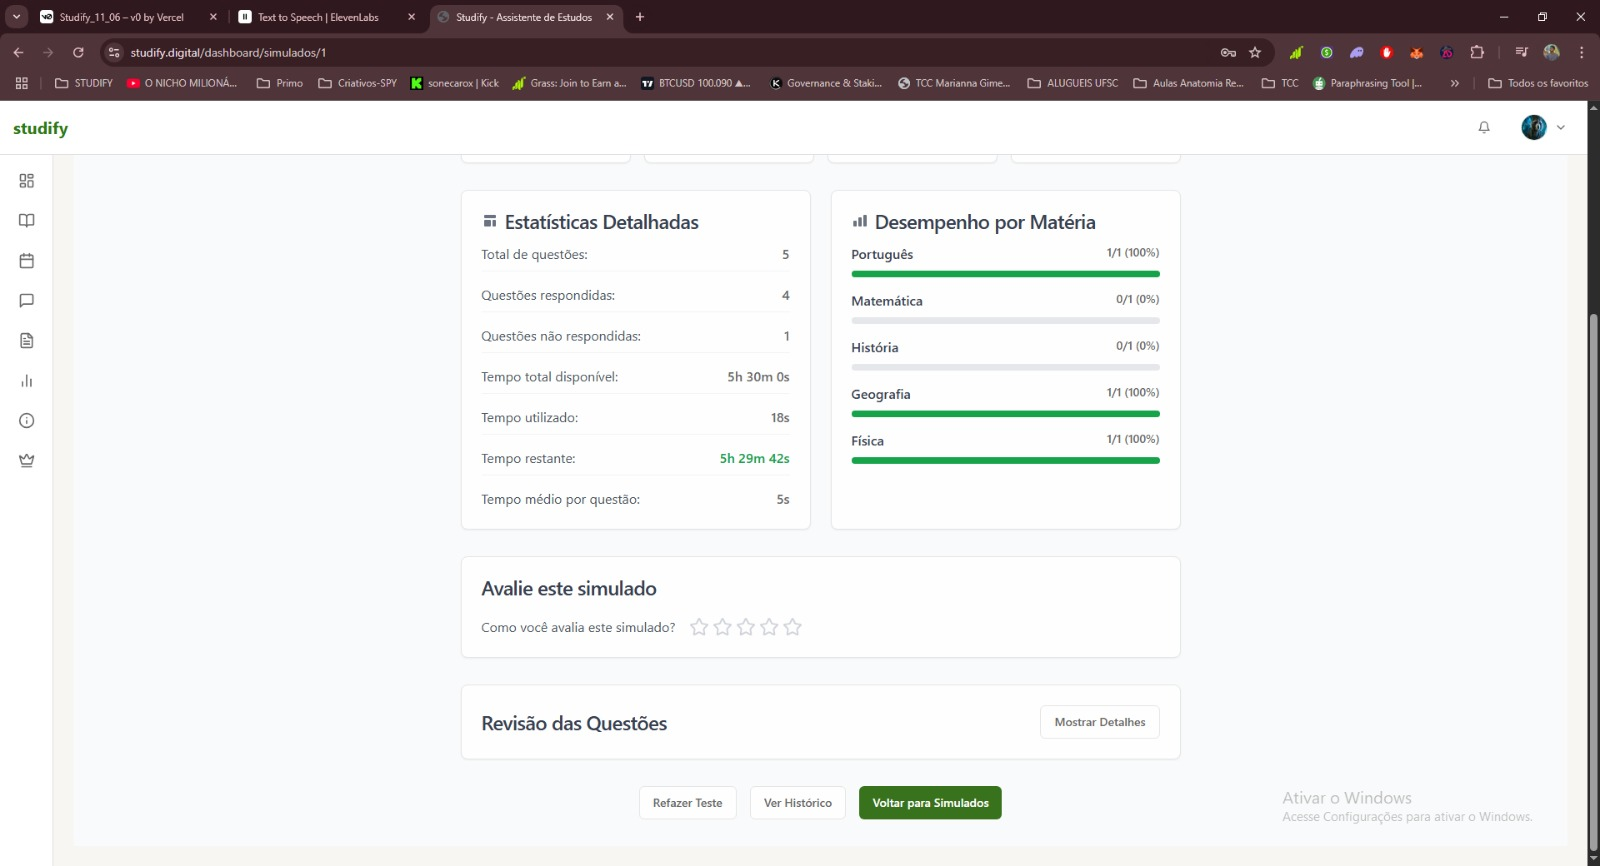 Studify_11_06 – v0 by Vercel
Text to Speech | ElevenLabs
Studify - Assistente de Estudos
studify.digital/dashboard/simulados/1
STUDIFY
O NICHO MILIONÁ...
Primo
Criativos-SPY
sonecarox | Kick
Grass: Join to Earn a...
BTCUSD 100.090 ▲...
Governance & Staki...
TCC Marianna Gime...
ALUGUEIS UFSC
Aulas Anatomia Re...
TCC
Paraphrasing Tool |...
»
Todos os favoritos
studify
Estatísticas Detalhadas
Total de questões: 5
Questões respondidas: 4
Questões não respondidas: 1
Tempo total disponível: 5h 30m 0s
Tempo utilizado: 18s
Tempo restante: 5h 29m 42s
Tempo médio por questão: 5s
Desempenho por Matéria
Português 1/1 (100%)
Matemática 0/1 (0%)
História 0/1 (0%)
Geografia 1/1 (100%)
Física 1/1 (100%)
Avalie este simulado
Como você avalia este simulado?
Revisão das Questões
Mostrar Detalhes
Refazer Teste
Ver Histórico
Voltar para Simulados
Ativar o Windows
Acesse Configurações para ativar o Windows.